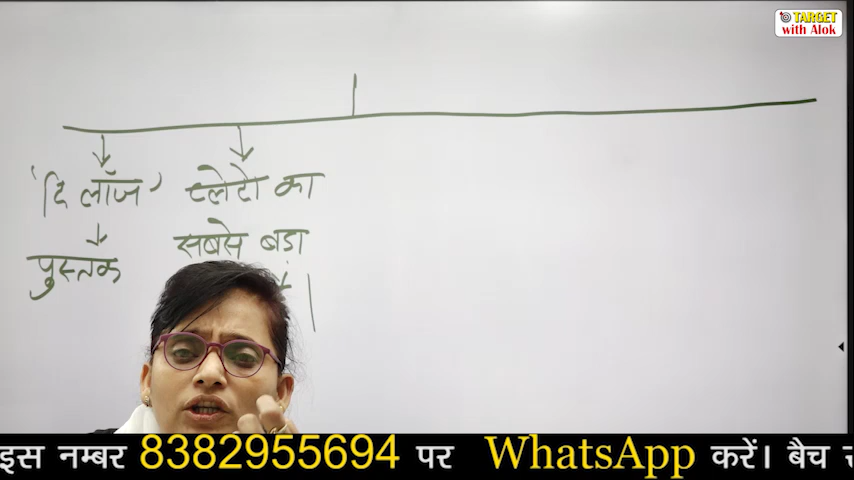 TARGET
with Alok
'दि लॉज'
पुस्तक
प्लेटो का
सबसे बड़ा
इस नम्बर 8382955694 पर WhatsApp करें। बैच